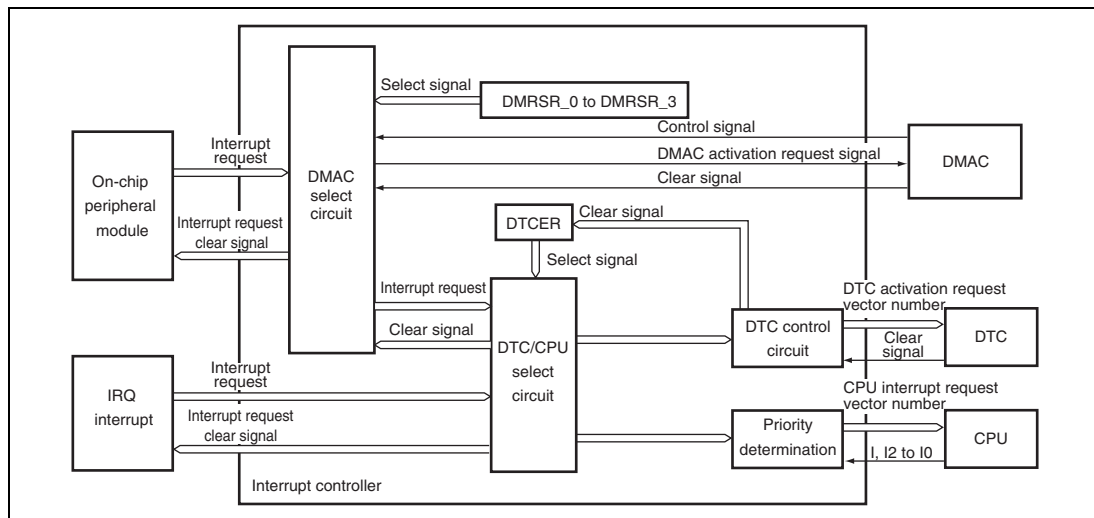 Select signal
DMRSR_0 to DMRSR_3
Control signal
Interrupt
request
DMAC activation request signal
DMAC
DMAC
select
circuit
On-chip
peripheral
module
Clear signal
Interrupt request
clear signal
DTCER
Clear signal
Select signal
Interrupt request
DTC activation request
vector number
Clear signal
DTC control
circuit
DTC
Clear
signal
DTC/CPU
select
circuit
Interrupt
request
IRQ
interrupt
CPU interrupt request
vector number
Interrupt request
clear signal
Priority
determination
CPU
I, I2 to I0
Interrupt controller